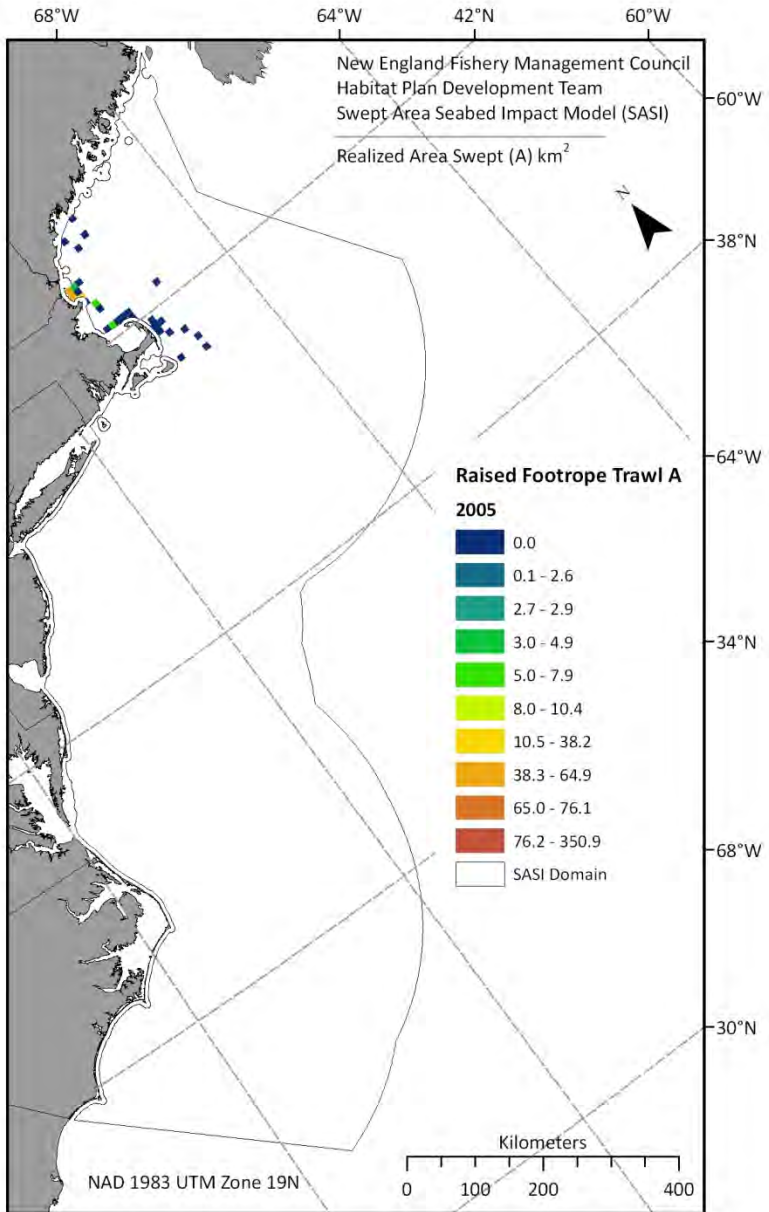 68°W 64°W 42°N 60°W
New England Fishery Management Council
Habitat Plan Development Team
Swept Area Seabed Impact Model (SASI)
Realized Area Swept (A) km²
N
60°W
38°N
64°W
34°N
68°W
30°N
Raised Footrope Trawl A
2005
0.0
0.1 - 2.6
2.7 - 2.9
3.0 - 4.9
5.0 - 7.9
8.0 - 10.4
10.5 - 38.2
38.3 - 64.9
65.0 - 76.1
76.2 - 350.9
SASI Domain
Kilometers
0 100 200 300 400
NAD 1983 UTM Zone 19N